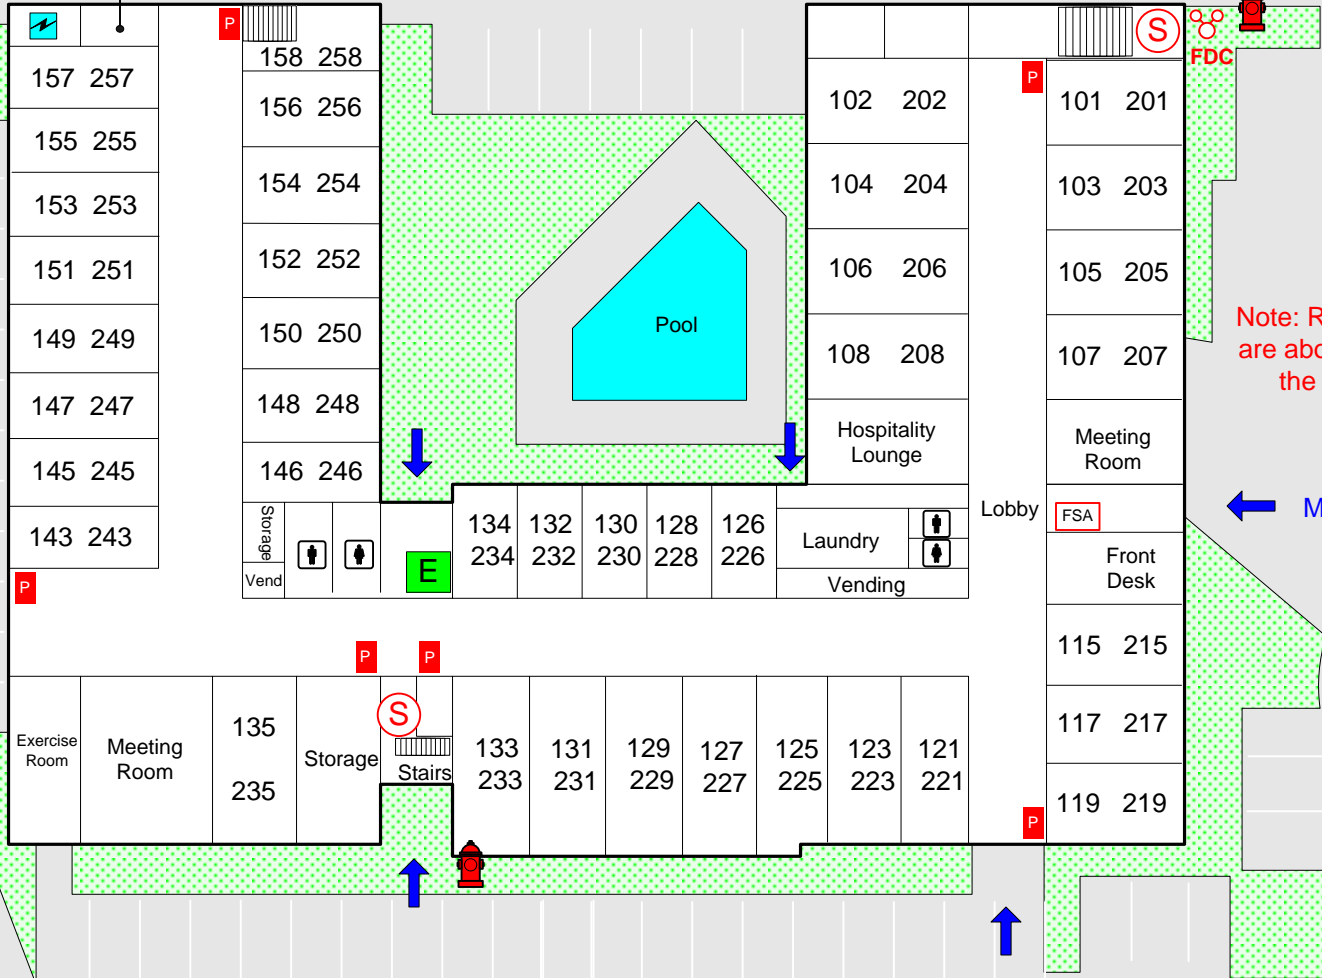 P
158 258
157 257
156 256
155 255
154 254
153 253
152 252
151 251
150 250
149 249
148 248
147 247
146 246
145 245
143 243
Storage
Vend
P
E
Pool
S
FDC
P
102 202
101 201
104 204
103 203
106 206
105 205
108 208
107 207
Hospitality
Lounge
Meeting
Room
Lobby
FSA
Front
Desk
Laundry
Vending
134
234
132
232
130
230
128
228
126
226
115 215
117 217
119 219
P
P
P
S
Exercise
Room
Meeting
Room
135
235
Storage
Stairs
133
233
131
231
129
229
127
227
125
225
123
223
121
221
Note: R
are abo
the
M